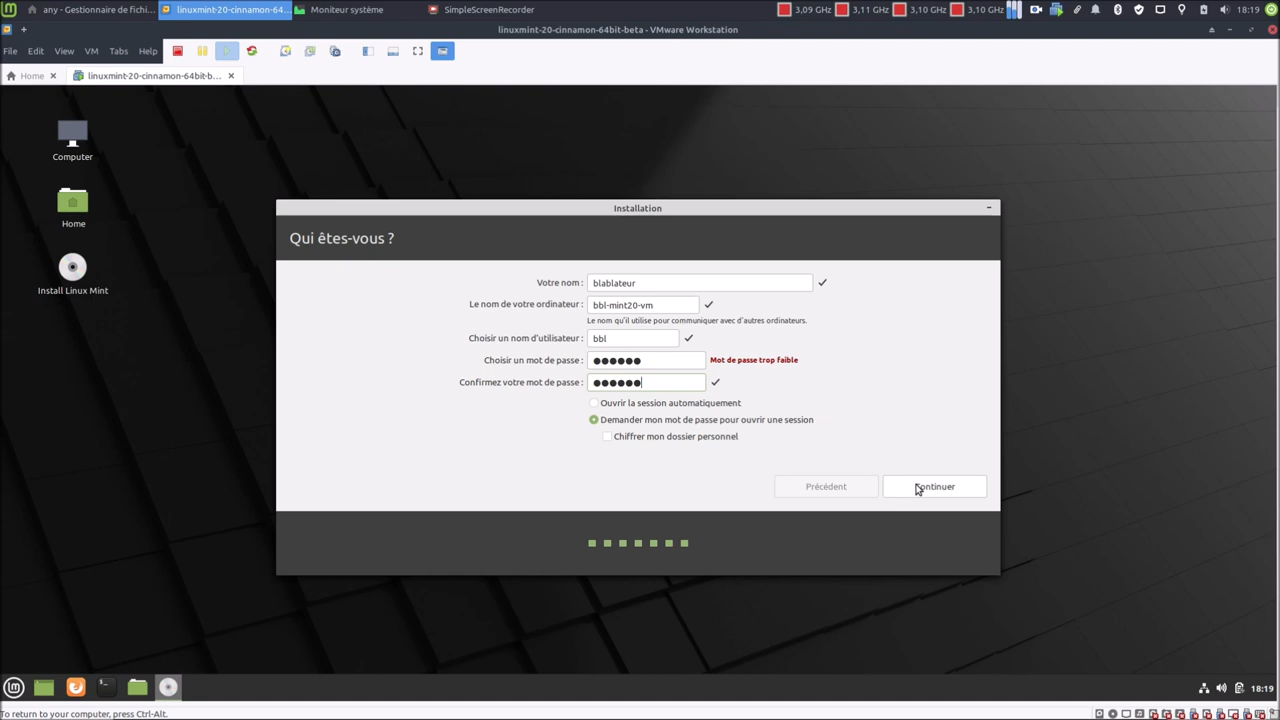 any - Gestionnaire de fichi...
linuxmint-20-cinnamon-64...
Moniteur système
SimpleScreenRecorder
3,09 GHz
3,11 GHz
3,10 GHz
3,10 GHz
18:19
linuxmint-20-cinnamon-64bit-beta - VMware Workstation
File Edit View VM Tabs Help
Home
linuxmint-20-cinnamon-64bit-b...
Computer
Home
Install Linux Mint
Installation
Qui êtes-vous ?
Votre nom : blablateur
Le nom de votre ordinateur : bbl-mint20-vm
Le nom qu'il utilise pour communiquer avec d'autres ordinateurs.
Choisir un nom d'utilisateur : bbl
Choisir un mot de passe : ●●●●●● Mot de passe trop faible
Confirmez votre mot de passe : ●●●●●●
Ouvrir la session automatiquement
Demander mon mot de passe pour ouvrir une session
Chiffrer mon dossier personnel
Précédent
Continuer
18:19
To return to your computer, press Ctrl-Alt.